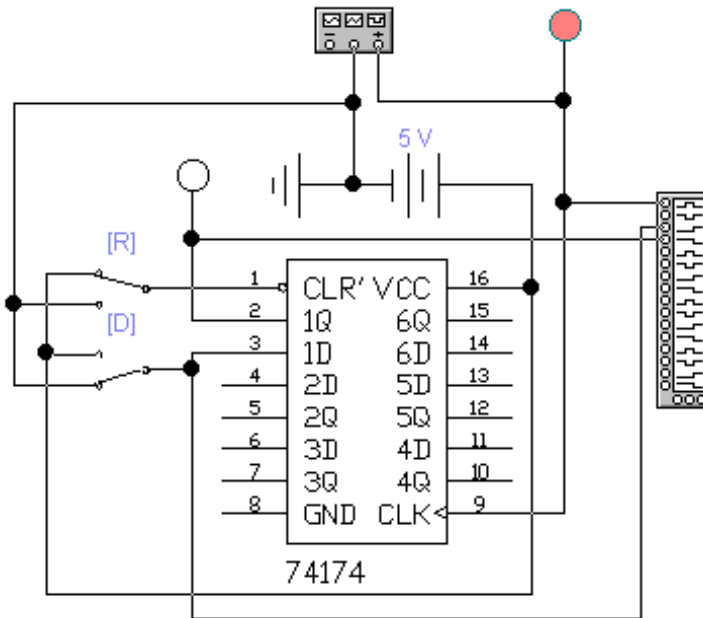 5 V
[R]
[D]
1 CLR' VCC 16
2 1Q 6Q 15
3 1D 6D 14
4 2D 5D 13
5 2Q 5Q 12
6 3D 4D 11
7 3Q 4Q 10
8 GND CLK 9
74174